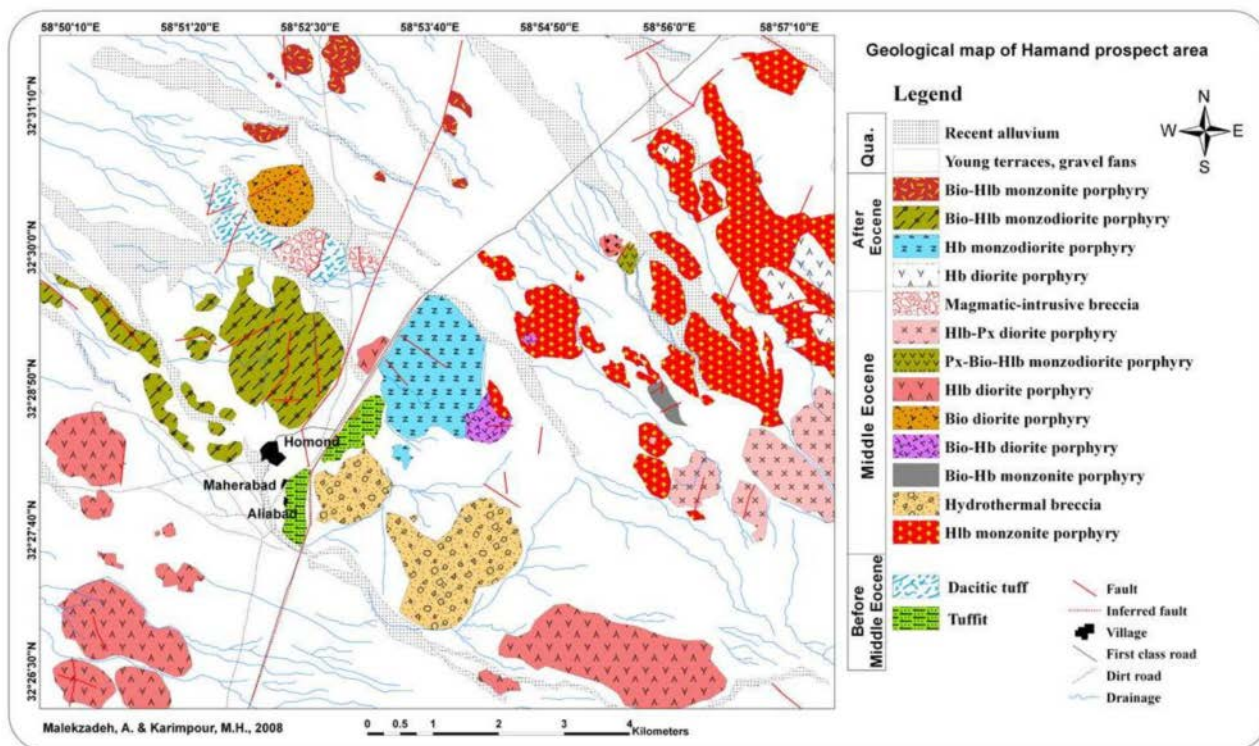 58°50'10"E 58°51'20"E 58°52'30"E 58°53'40"E 58°54'50"E 58°56'0"E 58°57'10"E
32°31'10"N
32°30'0"N
32°28'50"N
32°27'40"N
32°26'30"N
Homond
Maherabad
Aliabad
Malekzadeh, A. & Karimpour, M.H., 2008
0 0.5 1 2 3 4
Kilometers
Geological map of Hamand prospect area
Legend
N
W E
S
Qua.
Recent alluvium
Young terraces, gravel fans
After Eocene
Bio-Hlb monzonite porphyry
Bio-Hlb monzodiorite porphyry
Hb monzodiorite porphyry
Hb diorite porphyry
Middle Eocene
Magmatic-intrusive breccia
Hlb-Px diorite porphyry
Px-Bio-Hlb monzodiorite porphyry
Hlb diorite porphyry
Bio diorite porphyry
Bio-Hb diorite porphyry
Bio-Hb monzonite porphyry
Hydrothermal breccia
Hlb monzonite porphyry
Before Middle Eocene
Dacitic tuff
Tuffit
Fault
Inferred fault
Village
First class road
Dirt road
Drainage